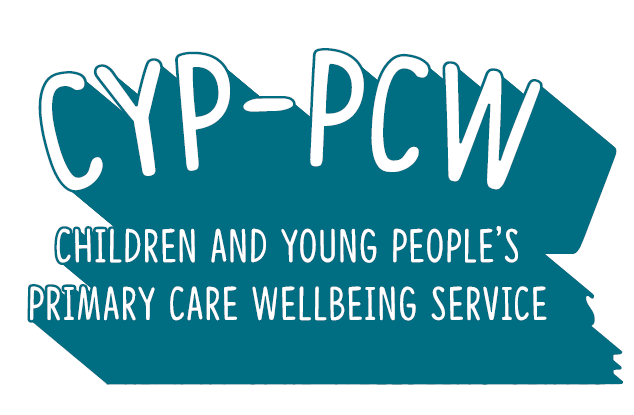 CYP-PCW
CHILDREN AND YOUNG PEOPLE'S
PRIMARY CARE WELLBEING SERVICE